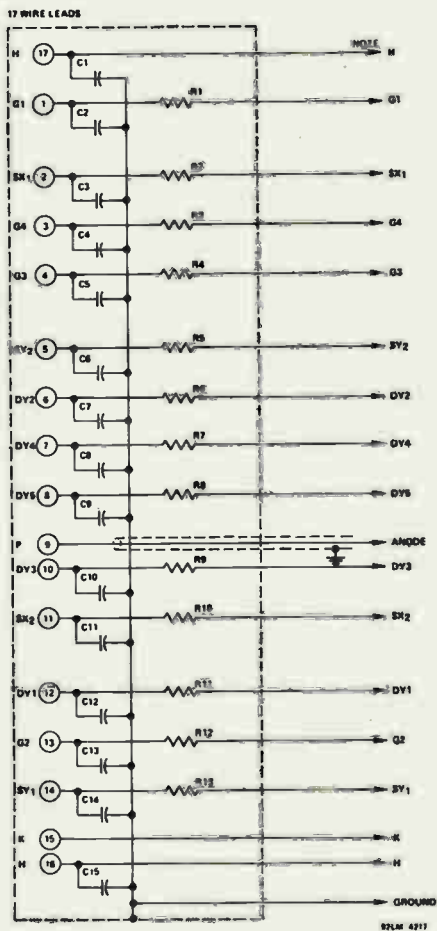 17 WIRE LEADS
H 17 C1 (NOTE) H
G1 1 C2 R1 G1
SX1 2 C3 R2 SX1
G4 3 C4 R3 G4
G3 4 C5 R4 G3
SY2 5 C6 R5 SY2
DY2 6 C7 R6 DY2
DY4 7 C8 R7 DY4
DY5 8 C9 R8 DY5
P 9 ANODE
DY3 10 C10 R9 DY3
SX2 11 C11 R10 SX2
DY1 12 C12 R11 DY1
G2 13 C13 R12 G2
SY1 14 C14 R13 SY1
K 15 K
H 16 C15 H
GROUND
92LM 4217